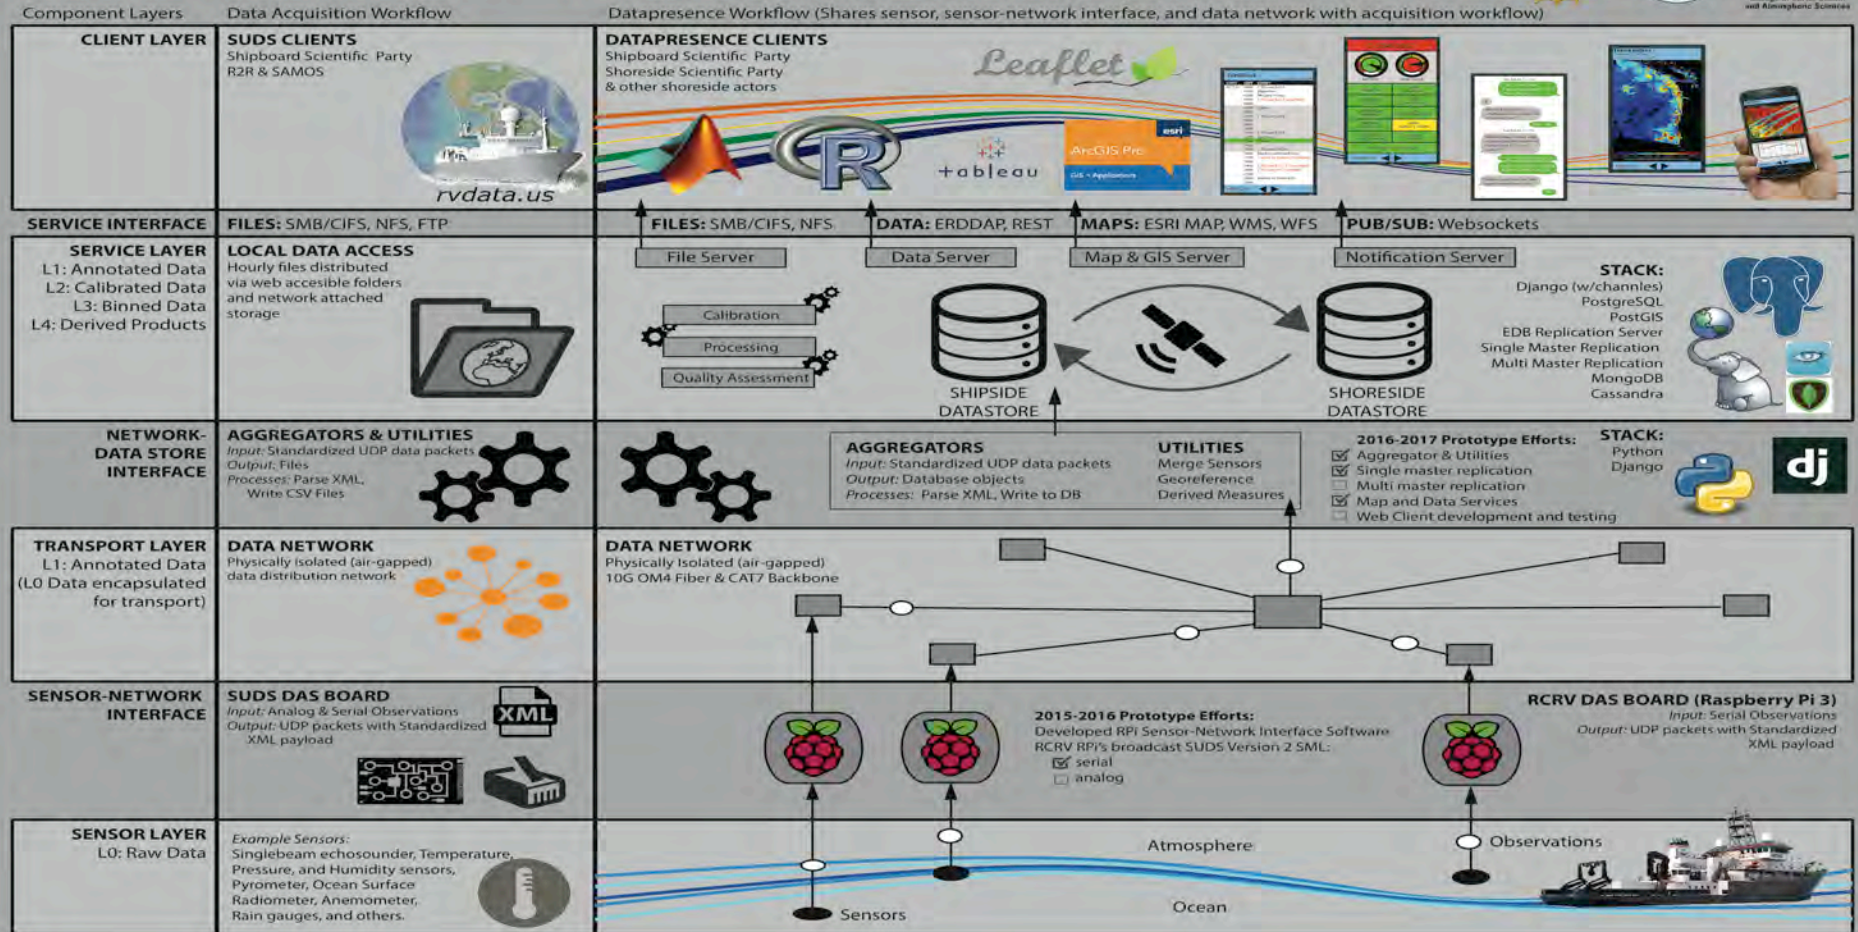 Component Layers
Data Acquisition Workflow
Datapresence Workflow (Shares sensor, sensor-network interface, and data network with acquisition workflow)
and Atmospheric Sciences
CLIENT LAYER
SUDS CLIENTS
Shipboard Scientific Party
R2R & SAMOS
rvdata.us
DATAPRESENCE CLIENTS
Shipboard Scientific Party
Shoreside Scientific Party
& other shoreside actors
Leaflet
R
+ableau
esri
ArcGIS Pro
GIS • Applications
SERVICE INTERFACE
FILES: SMB/CIFS, NFS, FTP
FILES: SMB/CIFS, NFS
DATA: ERDDAP, REST
MAPS: ESRI MAP, WMS, WFS
PUB/SUB: Websockets
SERVICE LAYER
L1: Annotated Data
L2: Calibrated Data
L3: Binned Data
L4: Derived Products
LOCAL DATA ACCESS
Hourly files distributed
via web accesible folders
and network attached
storage
File Server
Data Server
Map & GIS Server
Notification Server
Calibration
Processing
Quality Assessment
SHIPSIDE
DATASTORE
SHORESIDE
DATASTORE
STACK:
Django (w/channles)
PostgreSQL
PostGIS
EDB Replication Server
Single Master Replication
Multi Master Replication
MongoDB
Cassandra
NETWORK-
DATA STORE
INTERFACE
AGGREGATORS & UTILITIES
Input: Standardized UDP data packets
Output: Files
Processes: Parse XML,
Write CSV Files
AGGREGATORS
Input: Standardized UDP data packets
Output: Database objects
Processes: Parse XML, Write to DB
UTILITIES
Merge Sensors
Georeference
Derived Measures
2016-2017 Prototype Efforts:
Aggregator & Utilities
Single master replication
Multi master replication
Map and Data Services
Web Client development and testing
STACK:
Python
Django
dj
TRANSPORT LAYER
L1: Annotated Data
(L0 Data encapsulated
for transport)
DATA NETWORK
Physically Isolated (air-gapped)
data distribution network
DATA NETWORK
Physically Isolated (air-gapped)
10G OM4 Fiber & CAT7 Backbone
SENSOR-NETWORK
INTERFACE
SUDS DAS BOARD
Input: Analog & Serial Observations
Output: UDP packets with Standardized
XML payload
XML
2015-2016 Prototype Efforts:
Developed RPi Sensor-Network Interface Software
RCRV RPi's broadcast SUDS Version 2 SML:
serial
analog
RCRV DAS BOARD (Raspberry Pi 3)
Input: Serial Observations
Output: UDP packets with Standardized
XML payload
SENSOR LAYER
L0: Raw Data
Example Sensors:
Singlebeam echosounder, Temperature,
Pressure, and Humidity sensors,
Pyrometer, Ocean Surface
Radiometer, Anemometer,
Rain gauges, and others.
Sensors
Atmosphere
Ocean
Observations